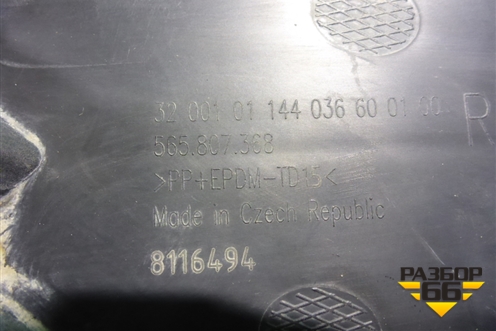 32 001 01 144 036 60 01 00
R
565.807.368
>PP+EPDM-TD15<
Made in Czech Republic
8116494
РАЗБОР
66